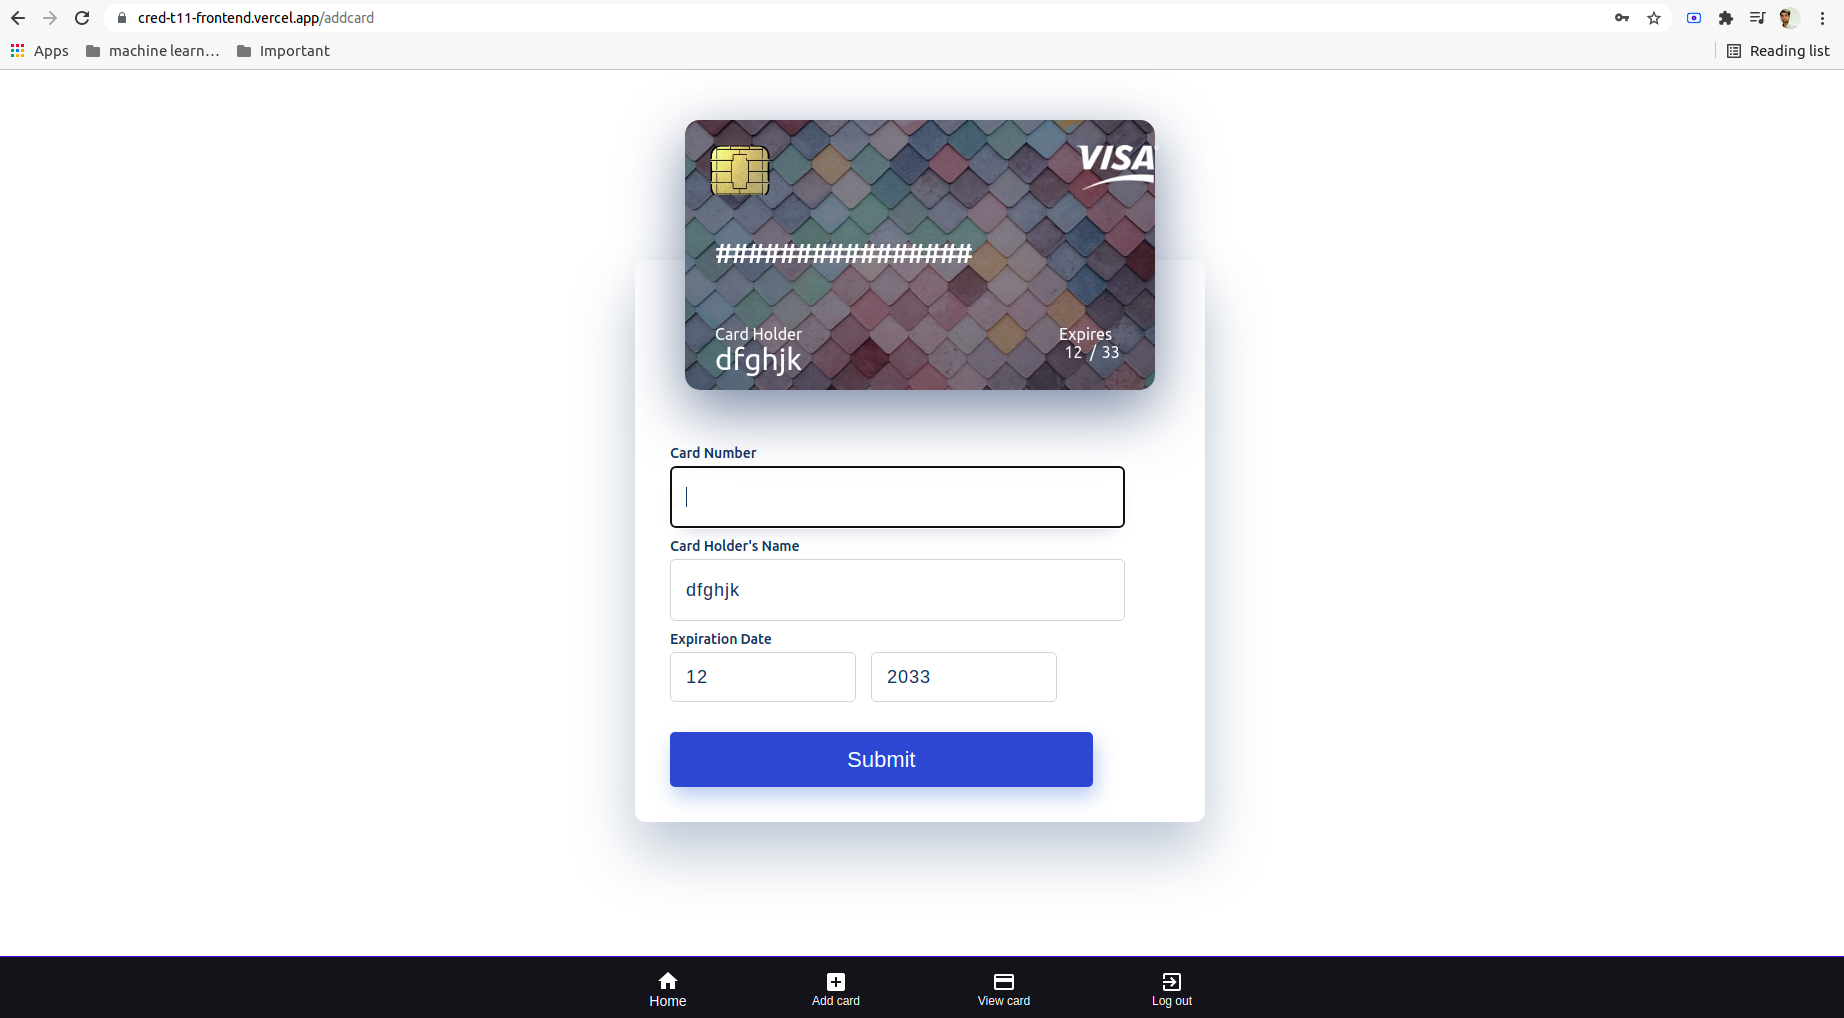 cred-t11-frontend.vercel.app/addcard
Apps machine learn... Important Reading list
VISA
################
Card Holder Expires
dfghjk 12 / 33
Card Number
Card Holder's Name
dfghjk
Expiration Date
12 2033
Submit
Home Add card View card Log out